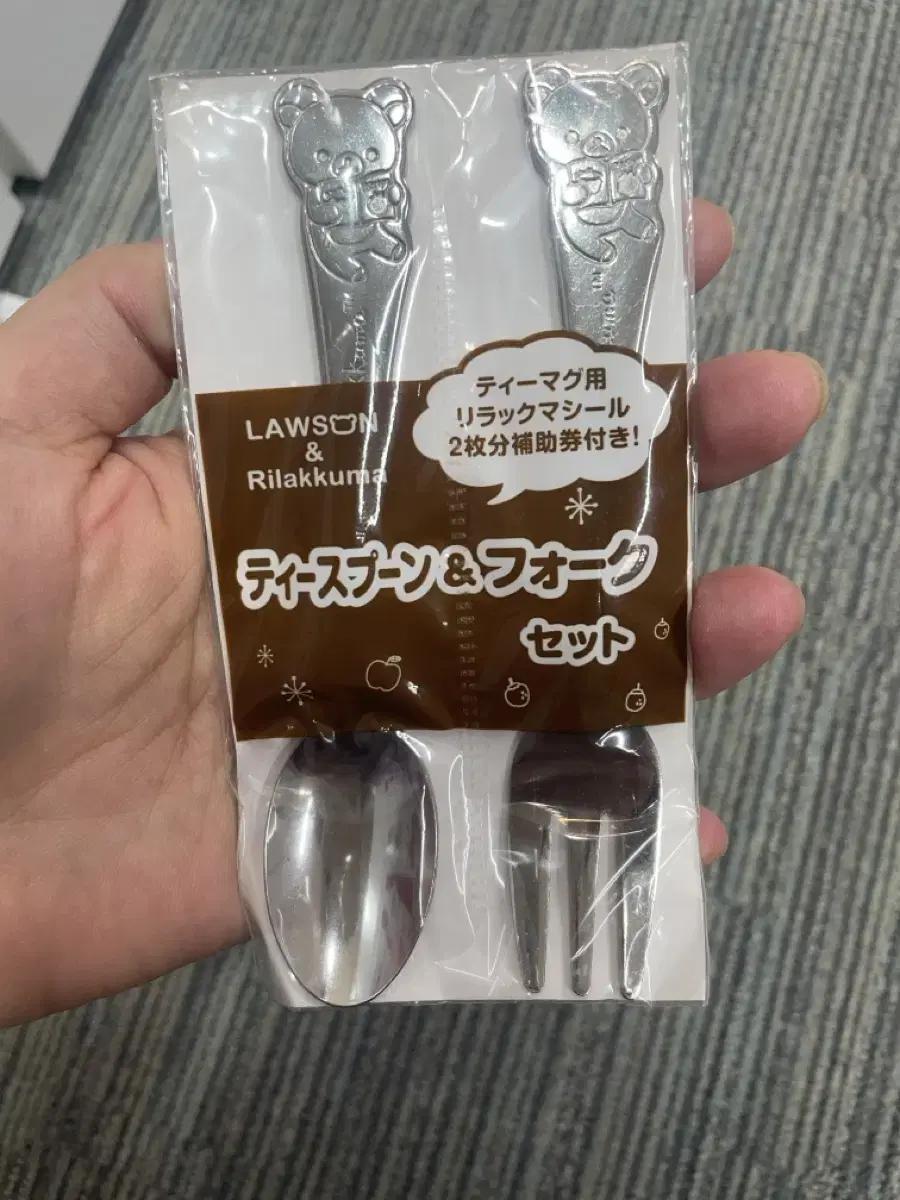 LAWSON
&
Rilakkuma
ティーマグ用
リラックマシール
2枚分補助券付き!
ティースプーン&フォーク
セット